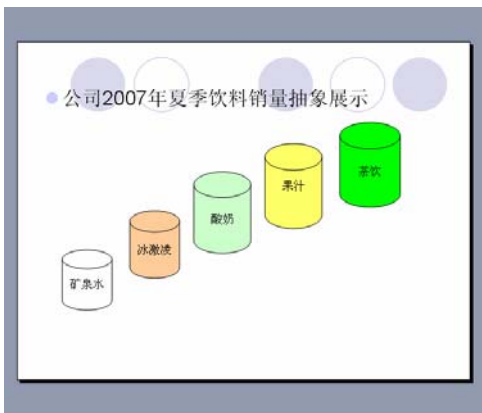 公司2007年夏季饮料销量抽象展示
茶饮
果汁
酸奶
冰激凌
矿泉水